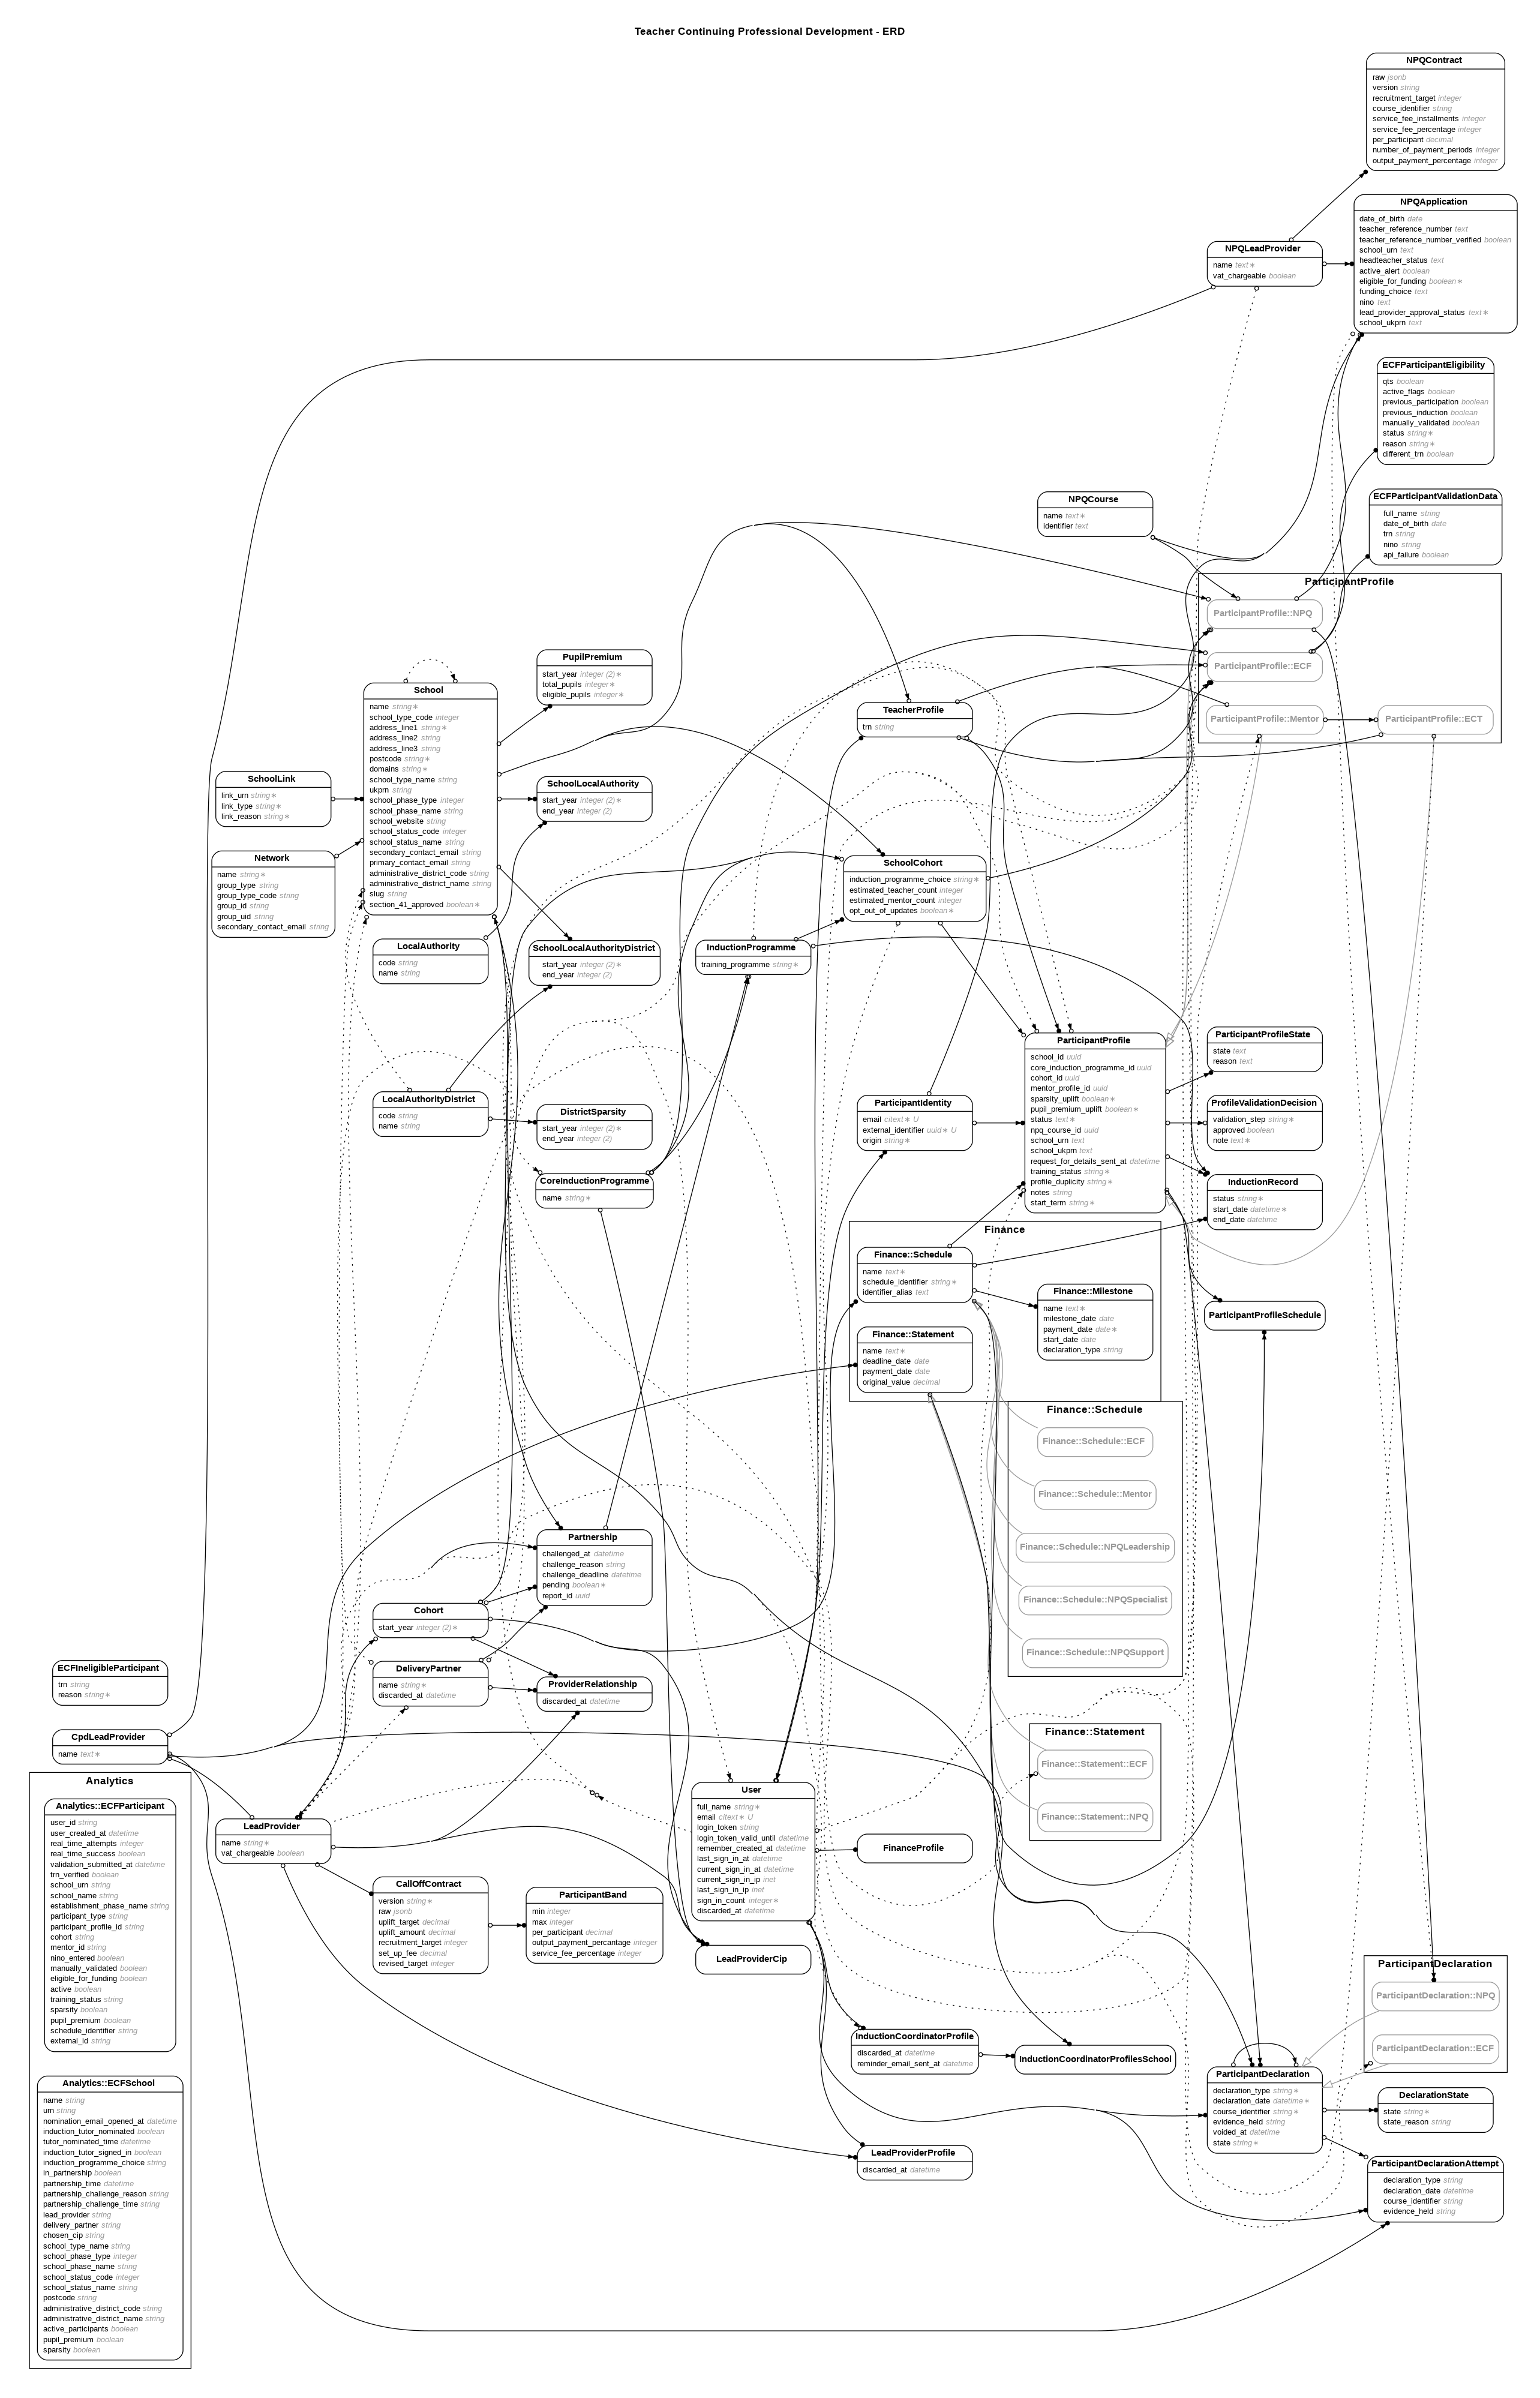 Teacher Continuing Professional Development - ERD
NPQContract
raw jsonb
version string
recruitment_target integer
course_identifier string
service_fee_installments integer
service_fee_percentage integer
per_participant decimal
number_of_payment_periods integer
output_payment_percentage integer
NPQApplication
date_of_birth date
teacher_reference_number text
teacher_reference_number_verified boolean
school_urn text
headteacher_status text
active_alert boolean
eligible_for_funding boolean∗
funding_choice text
nino text
lead_provider_approval_status text∗
school_ukprn text
NPQLeadProvider
name text∗
vat_chargeable boolean
ECFParticipantEligibility
qts boolean
active_flags boolean
previous_participation boolean
previous_induction boolean
manually_validated boolean
status string∗
reason string∗
different_trn boolean
NPQCourse
name text∗
identifier text
ECFParticipantValidationData
full_name string
date_of_birth date
trn string
nino string
api_failure boolean
ParticipantProfile
ParticipantProfile::NPQ
ParticipantProfile::ECF
ParticipantProfile::Mentor
ParticipantProfile::ECT
School
name string∗
school_type_code integer
address_line1 string∗
address_line2 string
address_line3 string
postcode string∗
domains string∗
school_type_name string
ukprn string
school_phase_type integer
school_phase_name string
school_website string
school_status_code integer
school_status_name string
secondary_contact_email string
primary_contact_email string
administrative_district_code string
administrative_district_name string
slug string
section_41_approved boolean∗
PupilPremium
start_year integer (2)∗
total_pupils integer∗
eligible_pupils integer∗
TeacherProfile
trn string
SchoolLink
link_urn string∗
link_type string∗
link_reason string∗
SchoolLocalAuthority
start_year integer (2)∗
end_year integer (2)
Network
name string∗
group_type string
group_type_code string
group_id string
group_uid string
secondary_contact_email string
SchoolCohort
induction_programme_choice string∗
estimated_teacher_count integer
estimated_mentor_count integer
opt_out_of_updates boolean∗
LocalAuthority
code string
name string
SchoolLocalAuthorityDistrict
start_year integer (2)∗
end_year integer (2)
InductionProgramme
training_programme string∗
ParticipantProfile
school_id uuid
core_induction_programme_id uuid
cohort_id uuid
mentor_profile_id uuid
sparsity_uplift boolean∗
pupil_premium_uplift boolean∗
status text∗
npq_course_id uuid
school_urn text
school_ukprn text
request_for_details_sent_at datetime
training_status string∗
profile_duplicity string∗
notes string
start_term string∗
ParticipantProfileState
state text
reason text
LocalAuthorityDistrict
code string
name string
DistrictSparsity
start_year integer (2)∗
end_year integer (2)
ParticipantIdentity
email citext∗ U
external_identifier uuid∗ U
origin string∗
ProfileValidationDecision
validation_step string∗
approved boolean
note text∗
CoreInductionProgramme
name string∗
InductionRecord
status string∗
start_date datetime∗
end_date datetime
Finance
Finance::Schedule
name text∗
schedule_identifier string∗
identifier_alias text
Finance::Milestone
name text∗
milestone_date date
payment_date date∗
start_date date
declaration_type string
Finance::Statement
name text∗
deadline_date date
payment_date date
original_value decimal
ParticipantProfileSchedule
Finance::Schedule
Finance::Schedule::ECF
Finance::Schedule::Mentor
Finance::Schedule::NPQLeadership
Finance::Schedule::NPQSpecialist
Finance::Schedule::NPQSupport
Partnership
challenged_at datetime
challenge_reason string
challenge_deadline datetime
pending boolean∗
report_id uuid
Cohort
start_year integer (2)∗
ECFIneligibleParticipant
trn string
reason string∗
DeliveryPartner
name string∗
discarded_at datetime
ProviderRelationship
discarded_at datetime
CpdLeadProvider
name text∗
Finance::Statement
Finance::Statement::ECF
Finance::Statement::NPQ
Analytics
Analytics::ECFParticipant
user_id string
user_created_at datetime
real_time_attempts integer
real_time_success boolean
validation_submitted_at datetime
trn_verified boolean
school_urn string
school_name string
establishment_phase_name string
participant_type string
participant_profile_id string
cohort string
mentor_id string
nino_entered boolean
manually_validated boolean
eligible_for_funding boolean
active boolean
training_status string
sparsity boolean
pupil_premium boolean
schedule_identifier string
external_id string
Analytics::ECFSchool
name string
urn string
nomination_email_opened_at datetime
induction_tutor_nominated boolean
tutor_nominated_time datetime
induction_tutor_signed_in boolean
induction_programme_choice string
in_partnership boolean
partnership_time datetime
partnership_challenge_reason string
partnership_challenge_time string
lead_provider string
delivery_partner string
chosen_cip string
school_type_name string
school_phase_type integer
school_phase_name string
school_status_code integer
school_status_name string
postcode string
administrative_district_code string
administrative_district_name string
active_participants boolean
pupil_premium boolean
sparsity boolean
LeadProvider
name string∗
vat_chargeable boolean
User
full_name string∗
email citext∗ U
login_token string
login_token_valid_until datetime
remember_created_at datetime
last_sign_in_at datetime
current_sign_in_at datetime
current_sign_in_ip inet
last_sign_in_ip inet
sign_in_count integer∗
discarded_at datetime
FinanceProfile
CallOffContract
version string∗
raw jsonb
uplift_target decimal
uplift_amount decimal
recruitment_target integer
set_up_fee decimal
revised_target integer
ParticipantBand
min integer
max integer
per_participant decimal
output_payment_percantage integer
service_fee_percentage integer
LeadProviderCip
InductionCoordinatorProfile
discarded_at datetime
reminder_email_sent_at datetime
InductionCoordinatorProfilesSchool
ParticipantDeclaration
ParticipantDeclaration::NPQ
ParticipantDeclaration::ECF
ParticipantDeclaration
declaration_type string∗
declaration_date datetime∗
course_identifier string∗
evidence_held string
voided_at datetime
state string∗
DeclarationState
state string∗
state_reason string
LeadProviderProfile
discarded_at datetime
ParticipantDeclarationAttempt
declaration_type string
declaration_date datetime
course_identifier string
evidence_held string